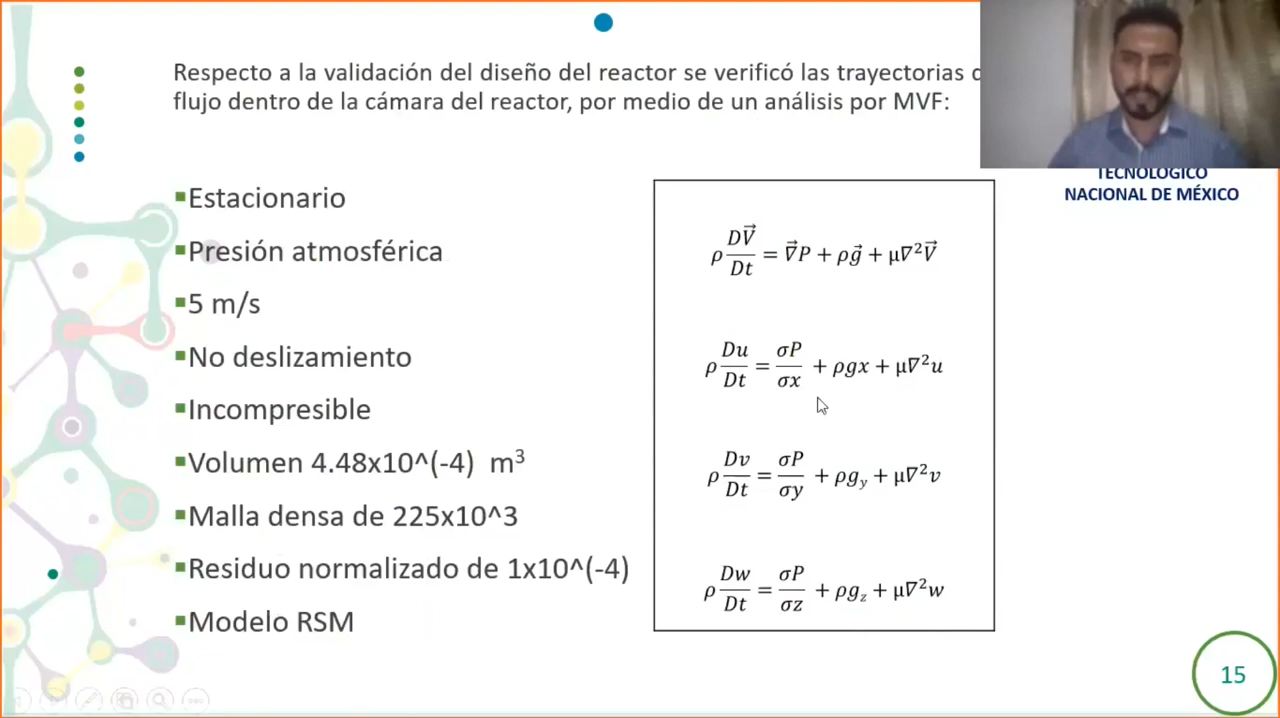 Respecto a la validación del diseño del reactor se verificó las trayectorias
flujo dentro de la cámara del reactor, por medio de un análisis por MVF:
TECNOLÓGICO
NACIONAL DE MÉXICO
▪Estacionario
▪Presión atmosférica
▪5 m/s
▪No deslizamiento
▪Incompresible
▪Volumen 4.48x10^(-4) m³
▪Malla densa de 225x10^3
▪Residuo normalizado de 1x10^(-4)
▪Modelo RSM
ρ DV⃗/Dt = ∇⃗P + ρg⃗ + μ∇²V⃗
ρ Du/Dt = σP/σx + ρgx + μ∇²u
ρ Dv/Dt = σP/σy + ρg_y + μ∇²v
ρ Dw/Dt = σP/σz + ρg_z + μ∇²w
15